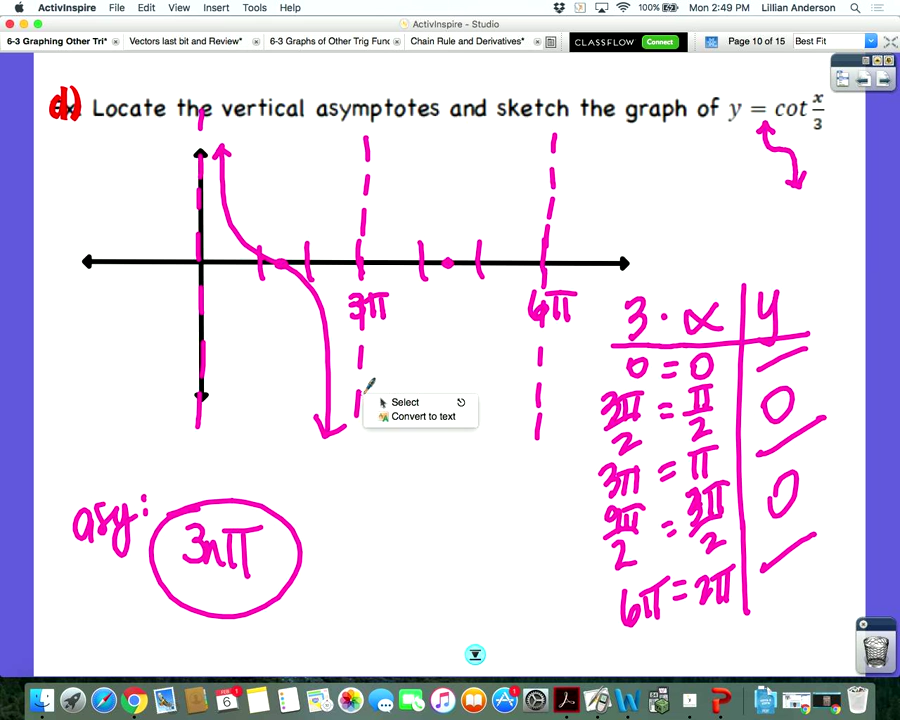 ActivInspire File Edit View Insert Tools Help 100% Mon 2:49 PM Lillian Anderson
ActivInspire - Studio
6-3 Graphing Other Tri* Vectors last bit and Review* 6-3 Graphs of Other Trig Func Chain Rule and Derivatives* CLASSFLOW Connect Page 10 of 15 Best Fit
d) Locate the vertical asymptotes and sketch the graph of y = cot x/3
3π 6π
3 · x y
0 = 0 —
3π/2 = π/2 0
3π = π —
9π/2 = 3π/2 0
6π = 2π —
Select
Convert to text
asy: 3nπ
FEB
6
1